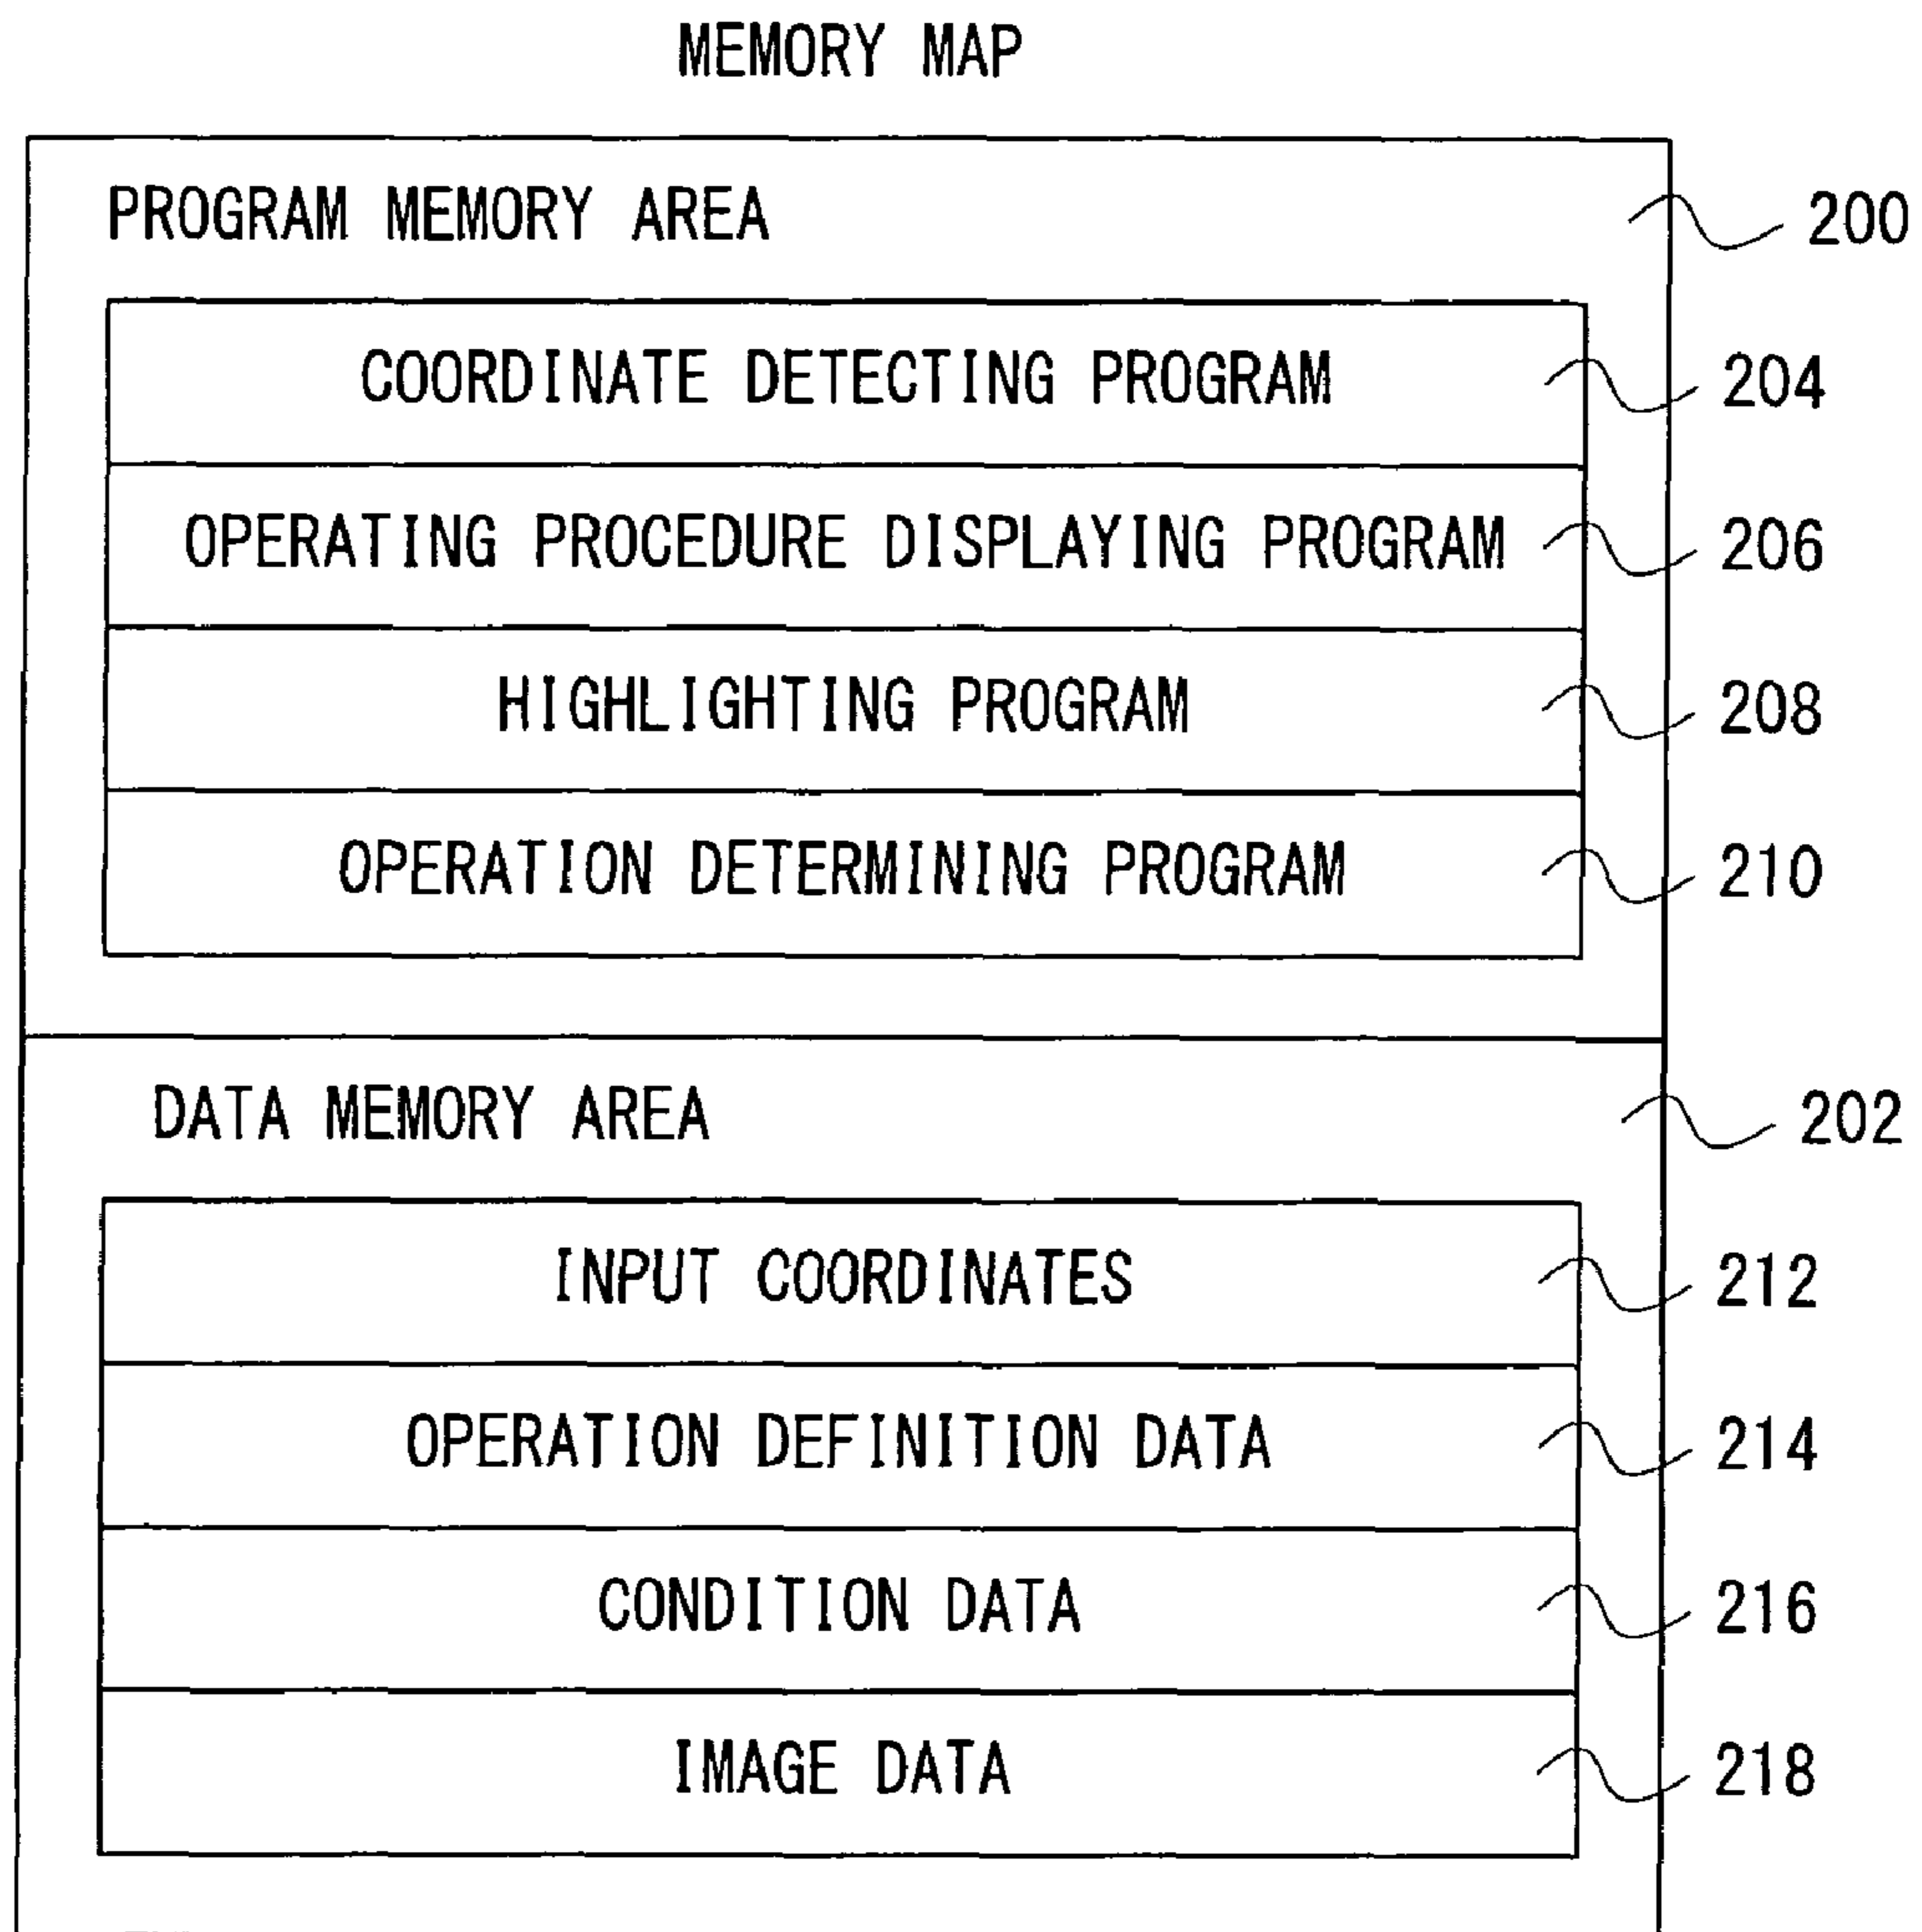 MEMORY MAP
PROGRAM MEMORY AREA 200
COORDINATE DETECTING PROGRAM 204
OPERATING PROCEDURE DISPLAYING PROGRAM 206
HIGHLIGHTING PROGRAM 208
OPERATION DETERMINING PROGRAM 210
DATA MEMORY AREA 202
INPUT COORDINATES 212
OPERATION DEFINITION DATA 214
CONDITION DATA 216
IMAGE DATA 218